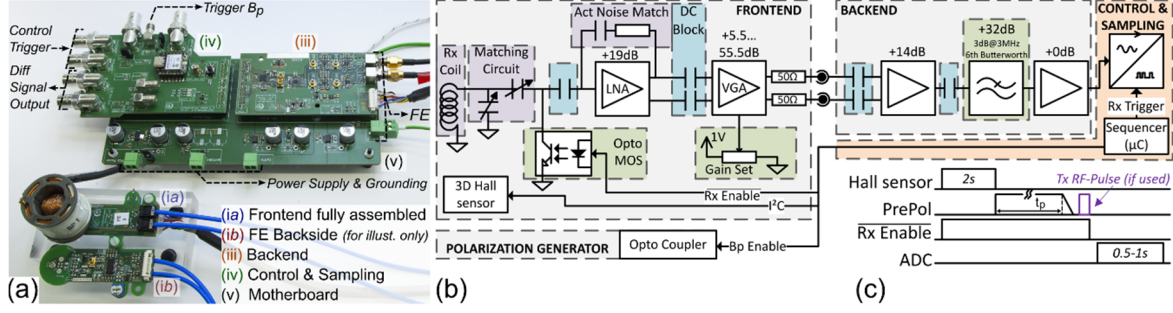 Trigger Bp
Control
Trigger
Diff
Signal
Output
(iv)
(iii)
FE
(v)
Power Supply & Grounding
(ia)
(ia) Frontend fully assembled
(ib) FE Backside (for illust. only)
(iii) Backend
(iv) Control & Sampling
(v) Motherboard
(ib)
(a)
(b)
Act Noise Match
DC
Block
FRONTEND
Rx
Coil
Matching
Circuit
+19dB
LNA
+5.5...
55.5dB
VGA
50Ω
50Ω
Opto
MOS
1V
Gain Set
3D Hall
sensor
Rx Enable
I²C
POLARIZATION GENERATOR
Opto Coupler
Bp Enable
BACKEND
+14dB
+32dB
3dB@3MHz
6th Butterworth
+0dB
CONTROL &
SAMPLING
Rx Trigger
Sequencer
(µC)
(c)
Hall sensor
2s
Tx RF-Pulse (if used)
PrePol
tp
Rx Enable
ADC
0.5-1s